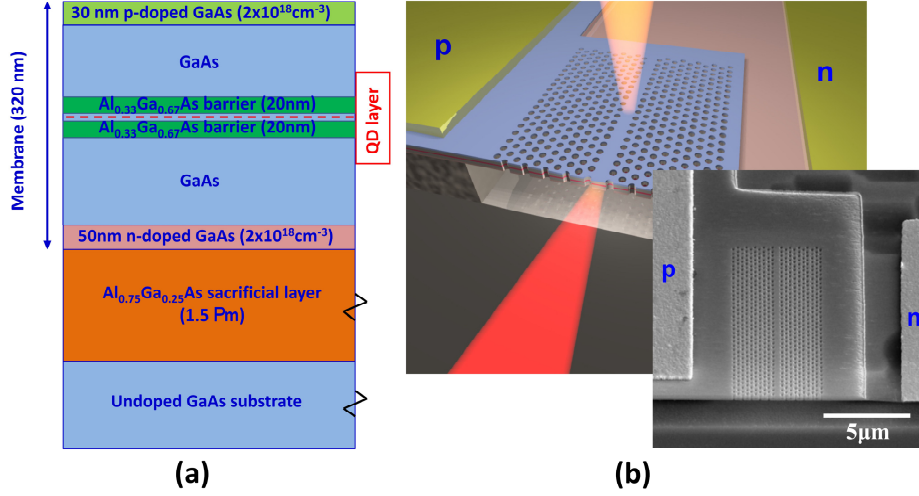 30 nm p-doped GaAs (2x10¹⁸cm⁻³)
GaAs
Al₀.₃₃Ga₀.₆₇As barrier (20nm)
Al₀.₃₃Ga₀.₆₇As barrier (20nm)
GaAs
50nm n-doped GaAs (2x10¹⁸cm⁻³)
Al₀.₇₅Ga₀.₂₅As sacrificial layer
(1.5 Pm)
Undoped GaAs substrate
Membrane (320 nm)
QD layer
(a)
p
n
p
n
5μm
(b)